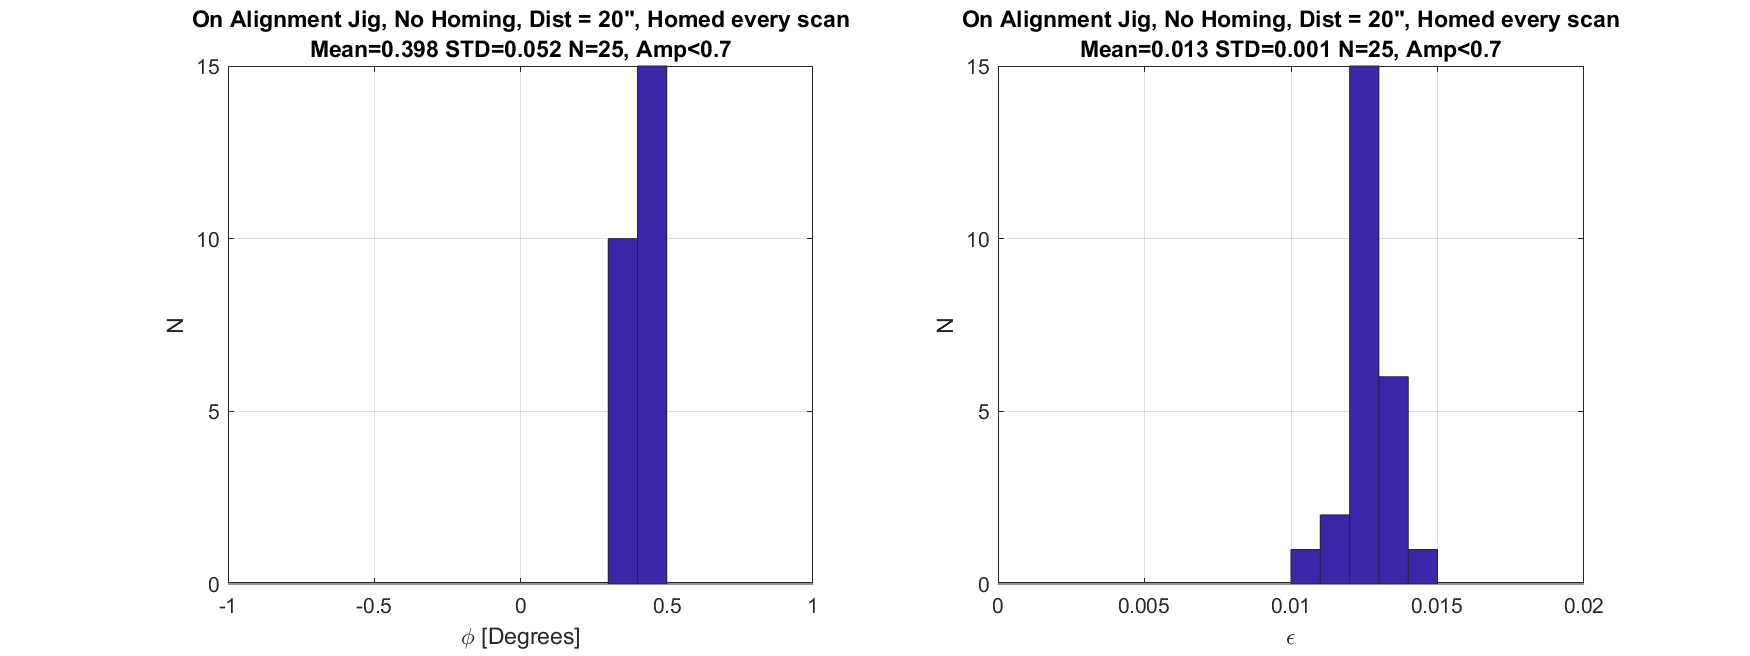 On Alignment Jig, No Homing, Dist = 20", Homed every scan
Mean=0.398 STD=0.052 N=25, Amp<0.7
15
10
5
0
N
-1 -0.5 0 0.5 1
ϕ [Degrees]
On Alignment Jig, No Homing, Dist = 20", Homed every scan
Mean=0.013 STD=0.001 N=25, Amp<0.7
15
10
5
0
N
0 0.005 0.01 0.015 0.02
ϵ